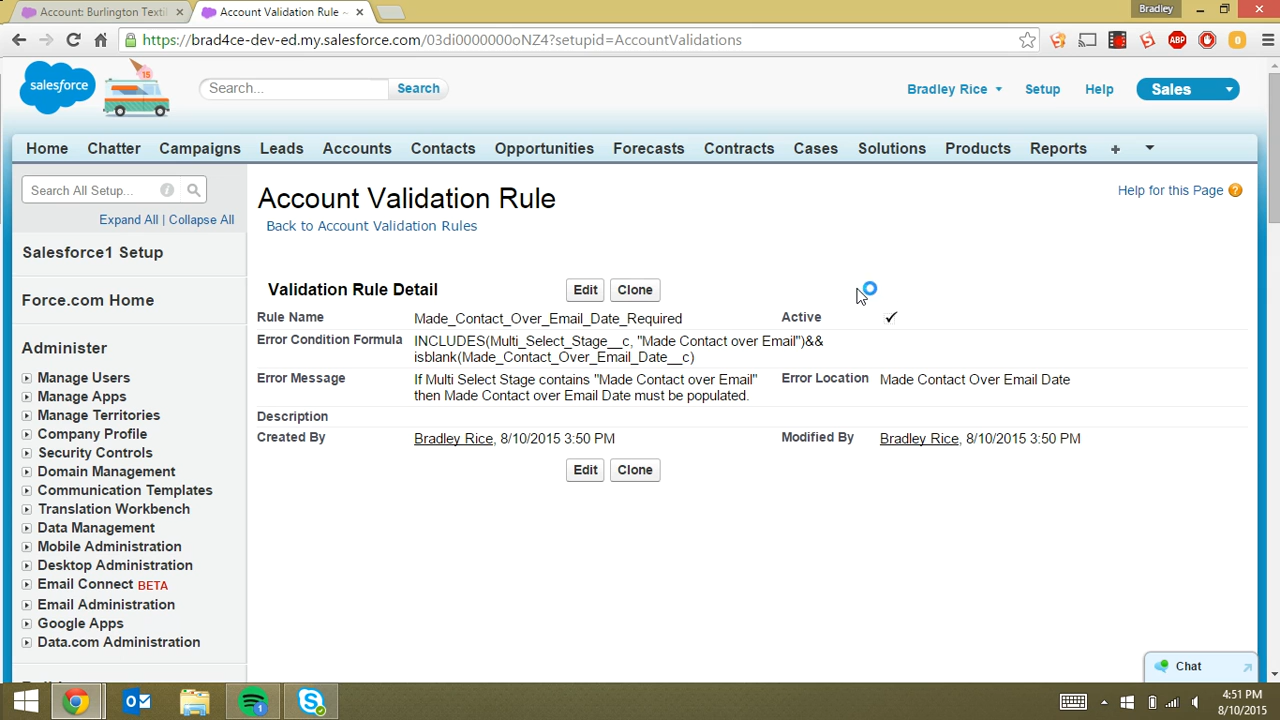 Account: Burlington Textil
Account Validation Rule ~
Bradley
https://brad4ce-dev-ed.my.salesforce.com/03di0000000oNZ4?setupid=AccountValidations
ABP
0
salesforce
15
Search...
Search
Bradley Rice
Setup
Help
Sales
Home
Chatter
Campaigns
Leads
Accounts
Contacts
Opportunities
Forecasts
Contracts
Cases
Solutions
Products
Reports
+
Search All Setup...
Expand All | Collapse All
Salesforce1 Setup
Force.com Home
Administer
Manage Users
Manage Apps
Manage Territories
Company Profile
Security Controls
Domain Management
Communication Templates
Translation Workbench
Data Management
Mobile Administration
Desktop Administration
Email Connect BETA
Email Administration
Google Apps
Data.com Administration
Account Validation Rule
Help for this Page
Back to Account Validation Rules
Validation Rule Detail
Edit
Clone
Rule Name Made_Contact_Over_Email_Date_Required Active ✓
Error Condition Formula INCLUDES(Multi_Select_Stage__c, "Made Contact over Email")&&
isblank(Made_Contact_Over_Email_Date__c)
Error Message If Multi Select Stage contains "Made Contact over Email" Error Location Made Contact Over Email Date
then Made Contact over Email Date must be populated.
Description
Created By Bradley Rice, 8/10/2015 3:50 PM Modified By Bradley Rice, 8/10/2015 3:50 PM
Edit
Clone
Chat
1
4:51 PM
8/10/2015